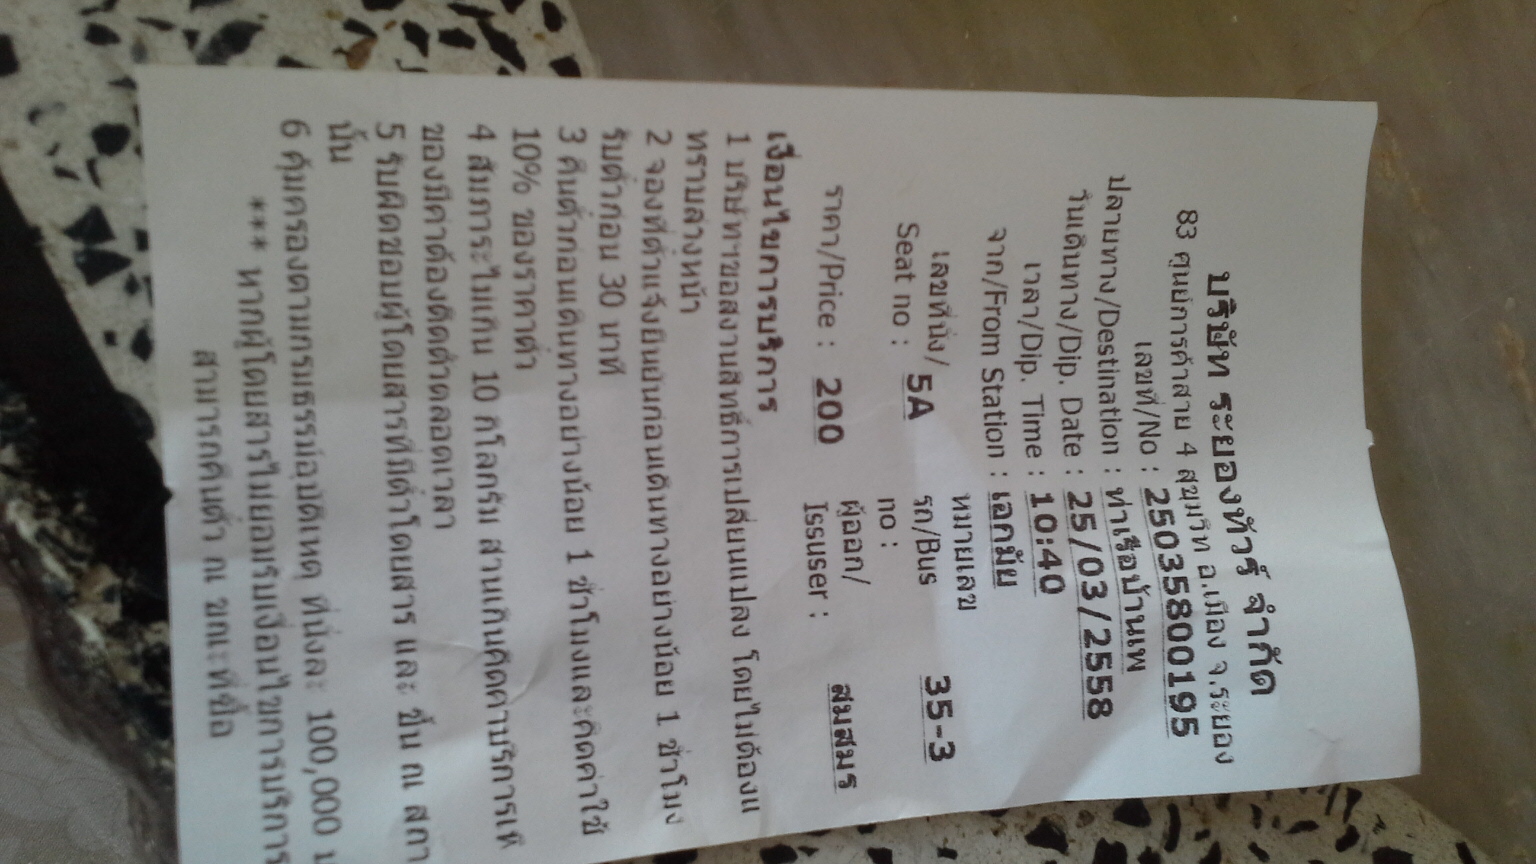 บริษัท ระยองทัวร์ จำกัด
83 ศูนย์การค้าสาย 4 สุขุมวิท อ.เมือง จ.ระยอง
เลขที่/No : 25035800195
ปลายทาง/Destination : ท่าเรือบ้านเพ
วันเดินทาง/Dip. Date : 25/03/2558
เวลา/Dip. Time : 10:40
จาก/From Station : เอกมัย
เลขที่นั่ง/ Seat no : 5A
หมายเลข รถ/Bus no : 35-3
ราคา/Price : 200
ผู้ออก/ Issuser : สมสมร
เงื่อนไขการบริการ
1 บริษัทฯขอสงวนสิทธิ์การเปลี่ยนแปลง โดยไม่ต้องแ
ทราบล่วงหน้า
2 จองที่ตั๋วแจ้งยืนยันก่อนเดินทางอย่างน้อย 1 ชั่วโมง
รับตั๋วก่อน 30 นาที
3 คืนตั๋วก่อนเดินทางอย่างน้อย 1 ชั่วโมงและคิดค่าใช้
10% ของราคาตั๋ว
4 สัมภาระไม่เกิน 10 กิโลกรัม ส่วนเกินคิดค่าบริการเพิ่
ของมีค่าต้องติดตัวตลอดเวลา
5 รับผิดชอบผู้โดยสารที่มีตั๋วโดยสาร และ ขึ้น ณ สถา
นั้น
6 คุ้มครองตามกรมธรรม์อุบัติเหตุ ที่นั่งละ 100,000 บ
*** หากผู้โดยสารไม่ยอมรับเงื่อนไขการบริการ
สามารถคืนตั๋ว ณ ขณะที่ซื้อ